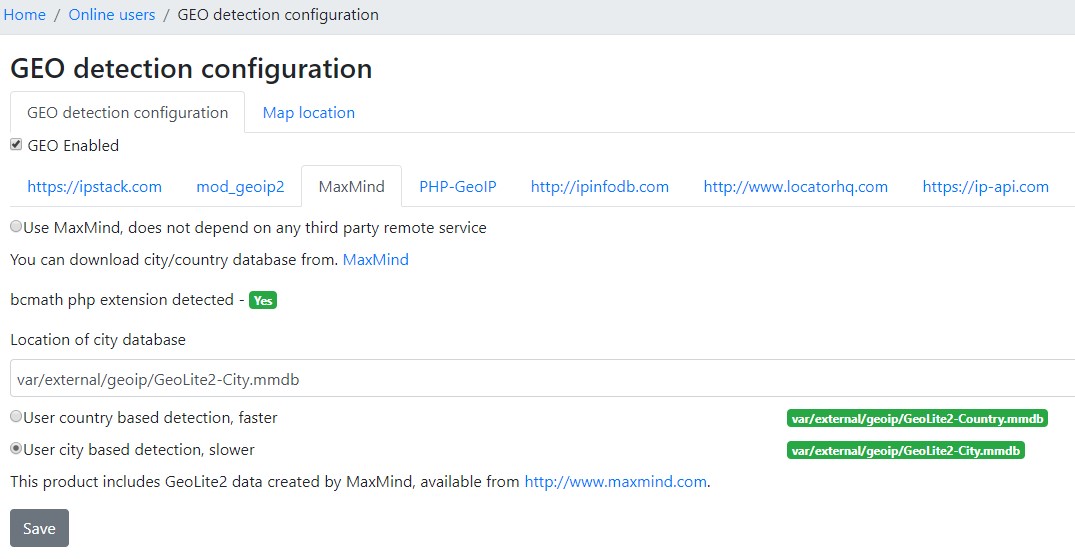 Home / Online users / GEO detection configuration
GEO detection configuration
GEO detection configuration Map location
GEO Enabled
https://ipstack.com mod_geoip2 MaxMind PHP-GeoIP http://ipinfodb.com http://www.locatorhq.com https://ip-api.com
Use MaxMind, does not depend on any third party remote service
You can download city/country database from. MaxMind
bcmath php extension detected - Yes
Location of city database
var/external/geoip/GeoLite2-City.mmdb
User country based detection, faster var/external/geoip/GeoLite2-Country.mmdb
User city based detection, slower var/external/geoip/GeoLite2-City.mmdb
This product includes GeoLite2 data created by MaxMind, available from http://www.maxmind.com.
Save